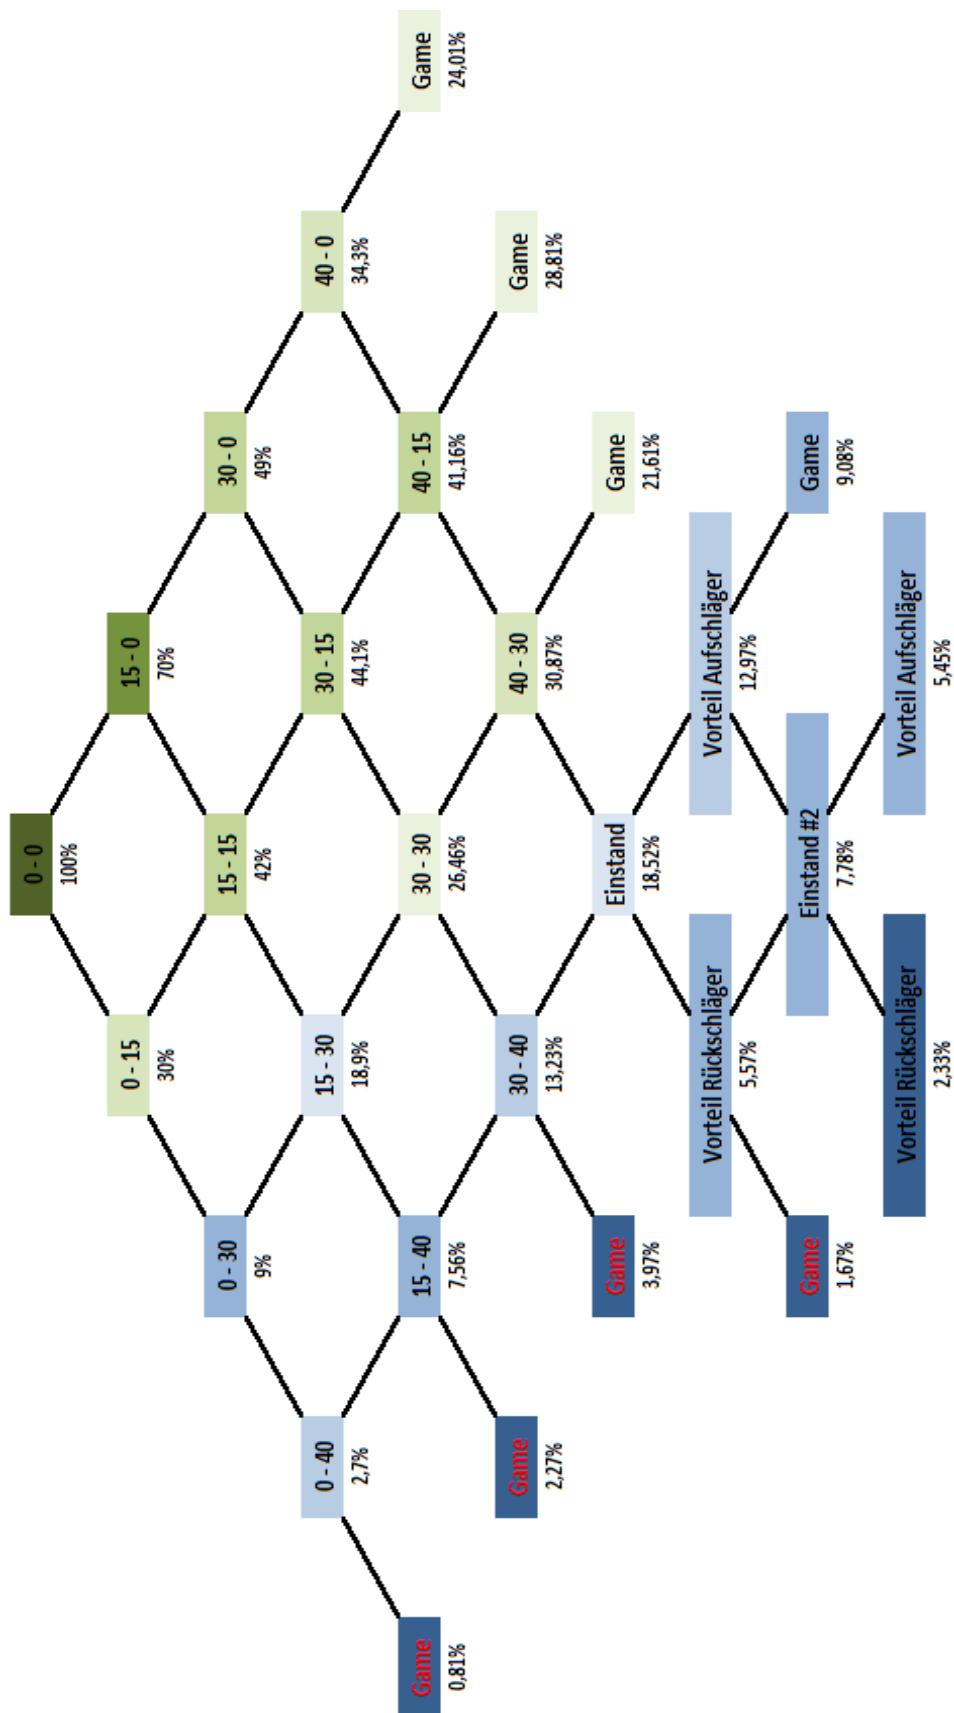 0 - 0
100%
0 - 15
30%
15 - 0
70%
0 - 30
9%
15 - 15
42%
30 - 0
49%
0 - 40
2,7%
15 - 30
18,9%
30 - 15
44,1%
40 - 0
34,3%
Game
0,81%
15 - 40
7,56%
30 - 30
26,46%
40 - 15
41,16%
Game
24,01%
Game
2,27%
30 - 40
13,23%
40 - 30
30,87%
Game
28,81%
Game
3,97%
Einstand
18,52%
Game
21,61%
Vorteil Rückschläger
5,57%
Vorteil Aufschläger
12,97%
Game
1,67%
Einstand #2
7,78%
Game
9,08%
Vorteil Rückschläger
2,33%
Vorteil Aufschläger
5,45%